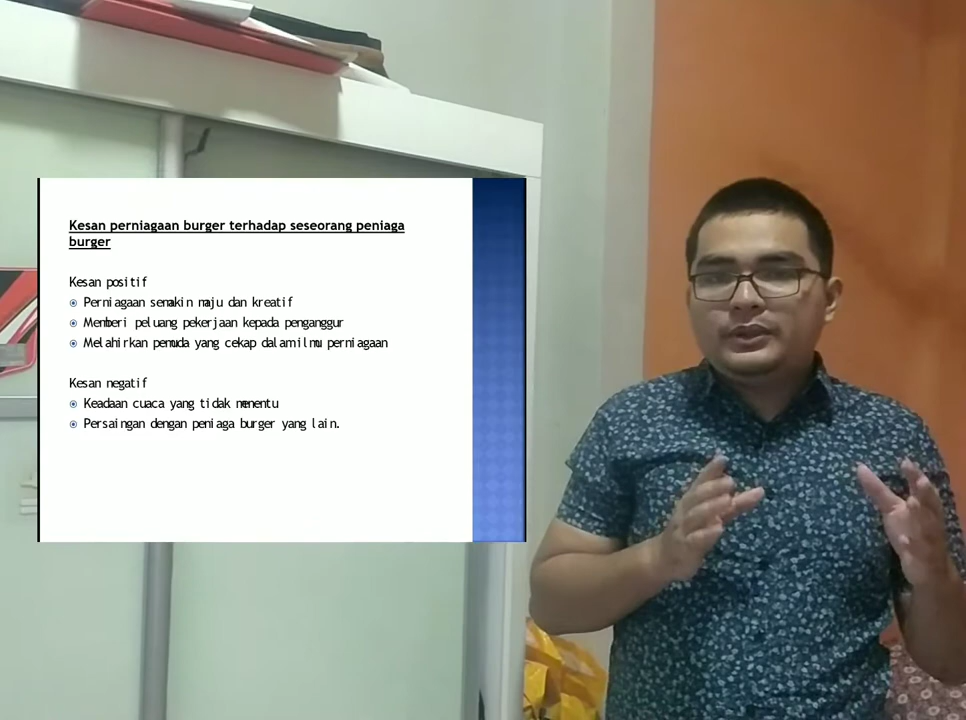 Kesan perniagaan burger terhadap seseorang peniaga
burger
Kesan positif
Perniagaan semakin maju dan kreatif
Memberi peluang pekerjaan kepada penganggur
Melahirkan pemuda yang cekap dalam ilmu perniagaan
Kesan negatif
Keadaan cuaca yang tidak menentu
Persaingan dengan peniaga burger yang lain.